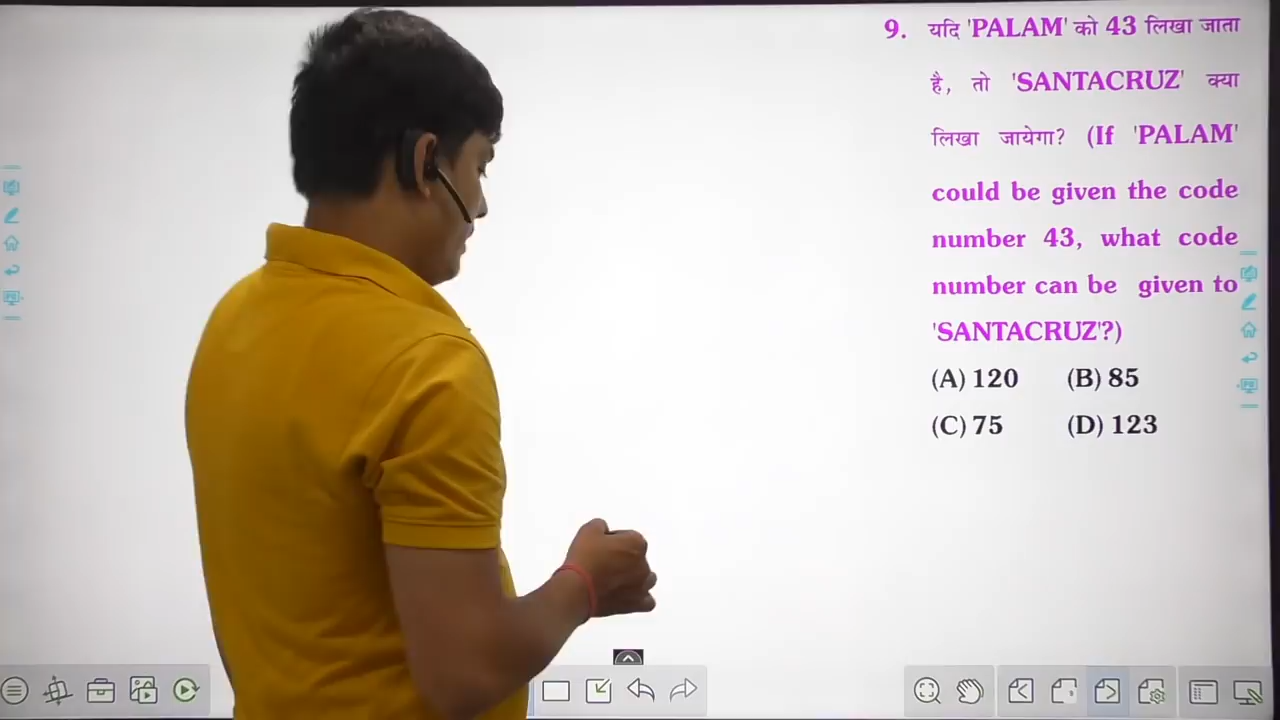 9. यदि 'PALAM' को 43 लिखा जाता
है, तो 'SANTACRUZ' क्या
लिखा जायेगा? (If 'PALAM'
could be given the code
number 43, what code
number can be given to
'SANTACRUZ'?)
(A) 120 (B) 85
(C) 75 (D) 123